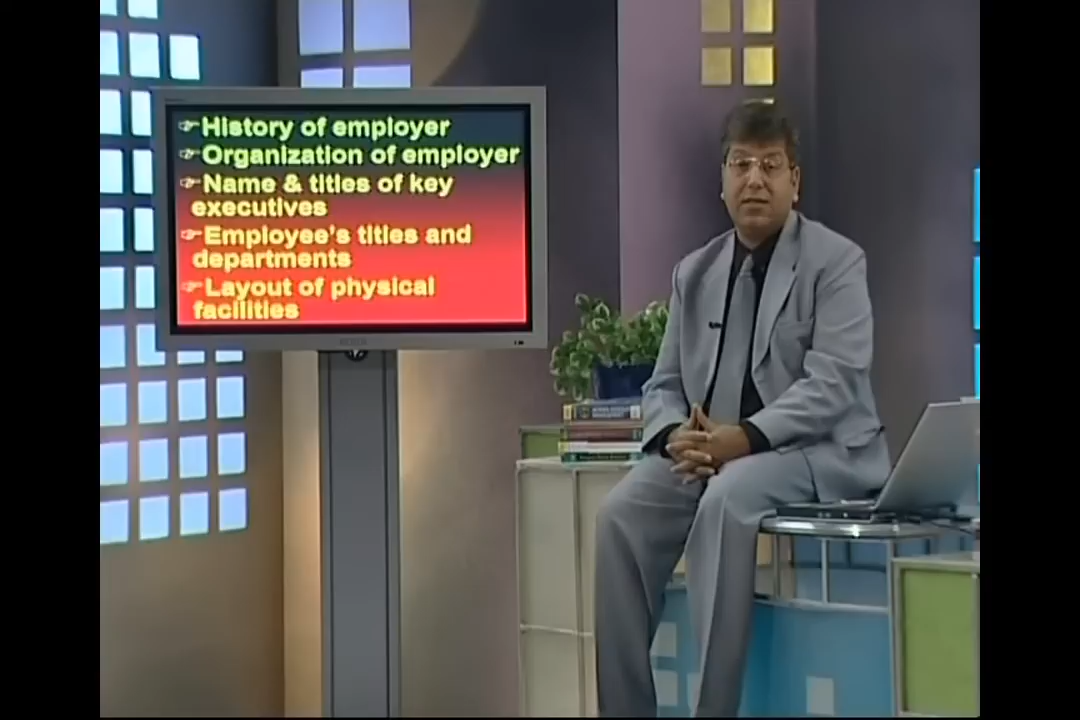 ☞History of employer
☞Organization of employer
☞Name & titles of key
executives
☞Employee's titles and
departments
☞Layout of physical
facilities